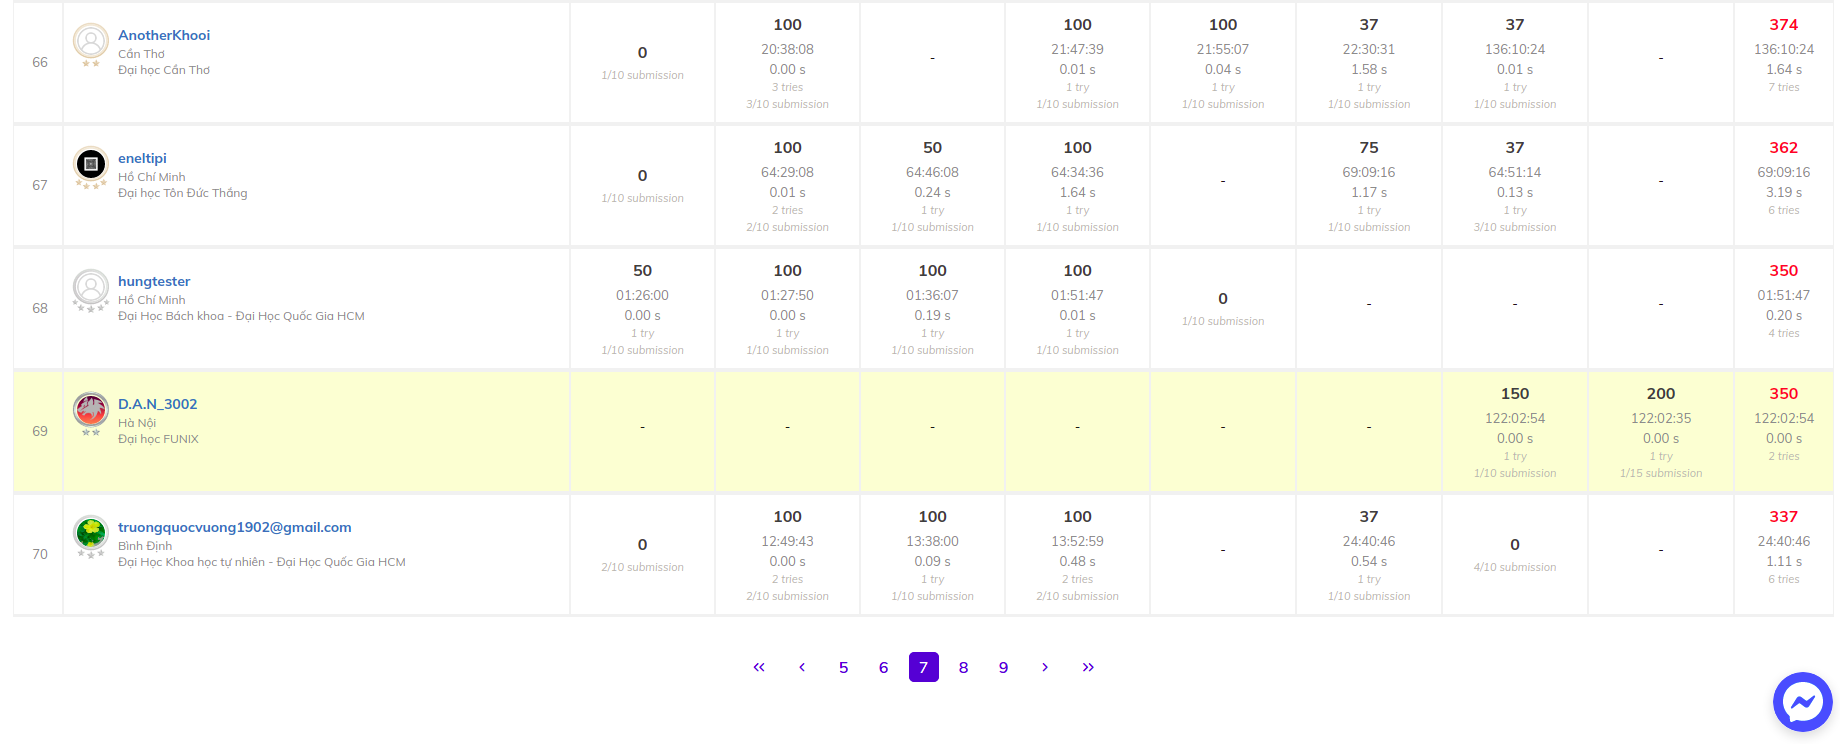 66
AnotherKhooi
Cần Thơ
Đại học Cần Thơ
0
1/10 submission
100
20:38:08
0.00 s
3 tries
3/10 submission
-
100
21:47:39
0.01 s
1 try
1/10 submission
100
21:55:07
0.04 s
1 try
1/10 submission
37
22:30:31
1.58 s
1 try
1/10 submission
37
136:10:24
0.01 s
1 try
1/10 submission
-
374
136:10:24
1.64 s
7 tries
67
eneltipi
Hồ Chí Minh
Đại học Tôn Đức Thắng
0
1/10 submission
100
64:29:08
0.01 s
2 tries
2/10 submission
50
64:46:08
0.24 s
1 try
1/10 submission
100
64:34:36
1.64 s
1 try
1/10 submission
-
75
69:09:16
1.17 s
1 try
1/10 submission
37
64:51:14
0.13 s
1 try
3/10 submission
-
362
69:09:16
3.19 s
6 tries
68
hungtester
Hồ Chí Minh
Đại Học Bách khoa - Đại Học Quốc Gia HCM
50
01:26:00
0.00 s
1 try
1/10 submission
100
01:27:50
0.00 s
1 try
1/10 submission
100
01:36:07
0.19 s
1 try
1/10 submission
100
01:51:47
0.01 s
1 try
1/10 submission
0
1/10 submission
-
-
-
350
01:51:47
0.20 s
4 tries
69
D.A.N_3002
Hà Nội
Đại học FUNIX
-
-
-
-
-
-
150
122:02:54
0.00 s
1 try
1/10 submission
200
122:02:35
0.00 s
1 try
1/15 submission
350
122:02:54
0.00 s
2 tries
70
truongquocvuong1902@gmail.com
Bình Định
Đại Học Khoa học tự nhiên - Đại Học Quốc Gia HCM
0
2/10 submission
100
12:49:43
0.00 s
2 tries
2/10 submission
100
13:38:00
0.09 s
1 try
1/10 submission
100
13:52:59
0.48 s
2 tries
2/10 submission
-
37
24:40:46
0.54 s
1 try
1/10 submission
0
4/10 submission
-
337
24:40:46
1.11 s
6 tries
« ‹ 5 6 7 8 9 › »